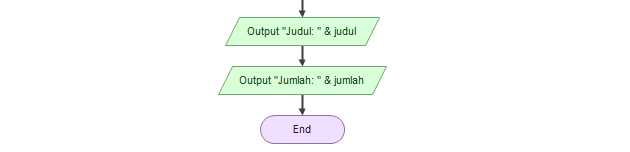 Output "Judul: " & judul
Output "Jumlah: " & jumlah
End